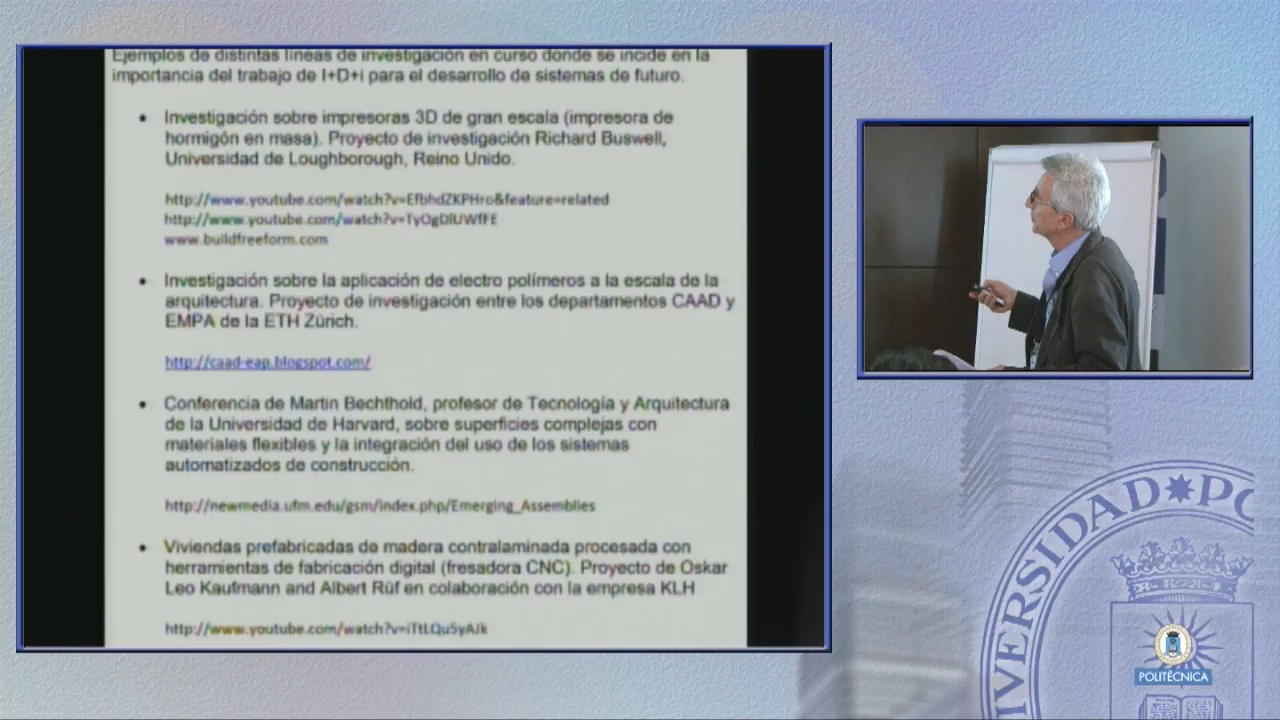 Ejemplos de distintas líneas de investigación en curso donde se incide en la
importancia del trabajo de I+D+i para el desarrollo de sistemas de futuro.
• Investigación sobre impresoras 3D de gran escala (impresora de
hormigón en masa). Proyecto de investigación Richard Buswell,
Universidad de Loughborough, Reino Unido.
http://www.youtube.com/watch?v=EfbhdZKPHro&feature=related
http://www.youtube.com/watch?v=TyOgDlUWfFE
www.buildfreeform.com
• Investigación sobre la aplicación de electro polímeros a la escala de la
arquitectura. Proyecto de investigación entre los departamentos CAAD y
EMPA de la ETH Zürich.
http://caad-eap.blogspot.com/
• Conferencia de Martin Bechthold, profesor de Tecnología y Arquitectura
de la Universidad de Harvard, sobre superficies complejas con
materiales flexibles y la integración del uso de los sistemas
automatizados de construcción.
http://newmedia.ufm.edu/gsm/index.php/Emerging_Assemblies
• Viviendas prefabricadas de madera contralaminada procesada con
herramientas de fabricación digital (fresadora CNC). Proyecto de Oskar
Leo Kaufmann and Albert Rüf en colaboración con la empresa KLH
http://www.youtube.com/watch?v=iTtLQu5yAJk
IVERSIDAD PO
POLITÉCNICA